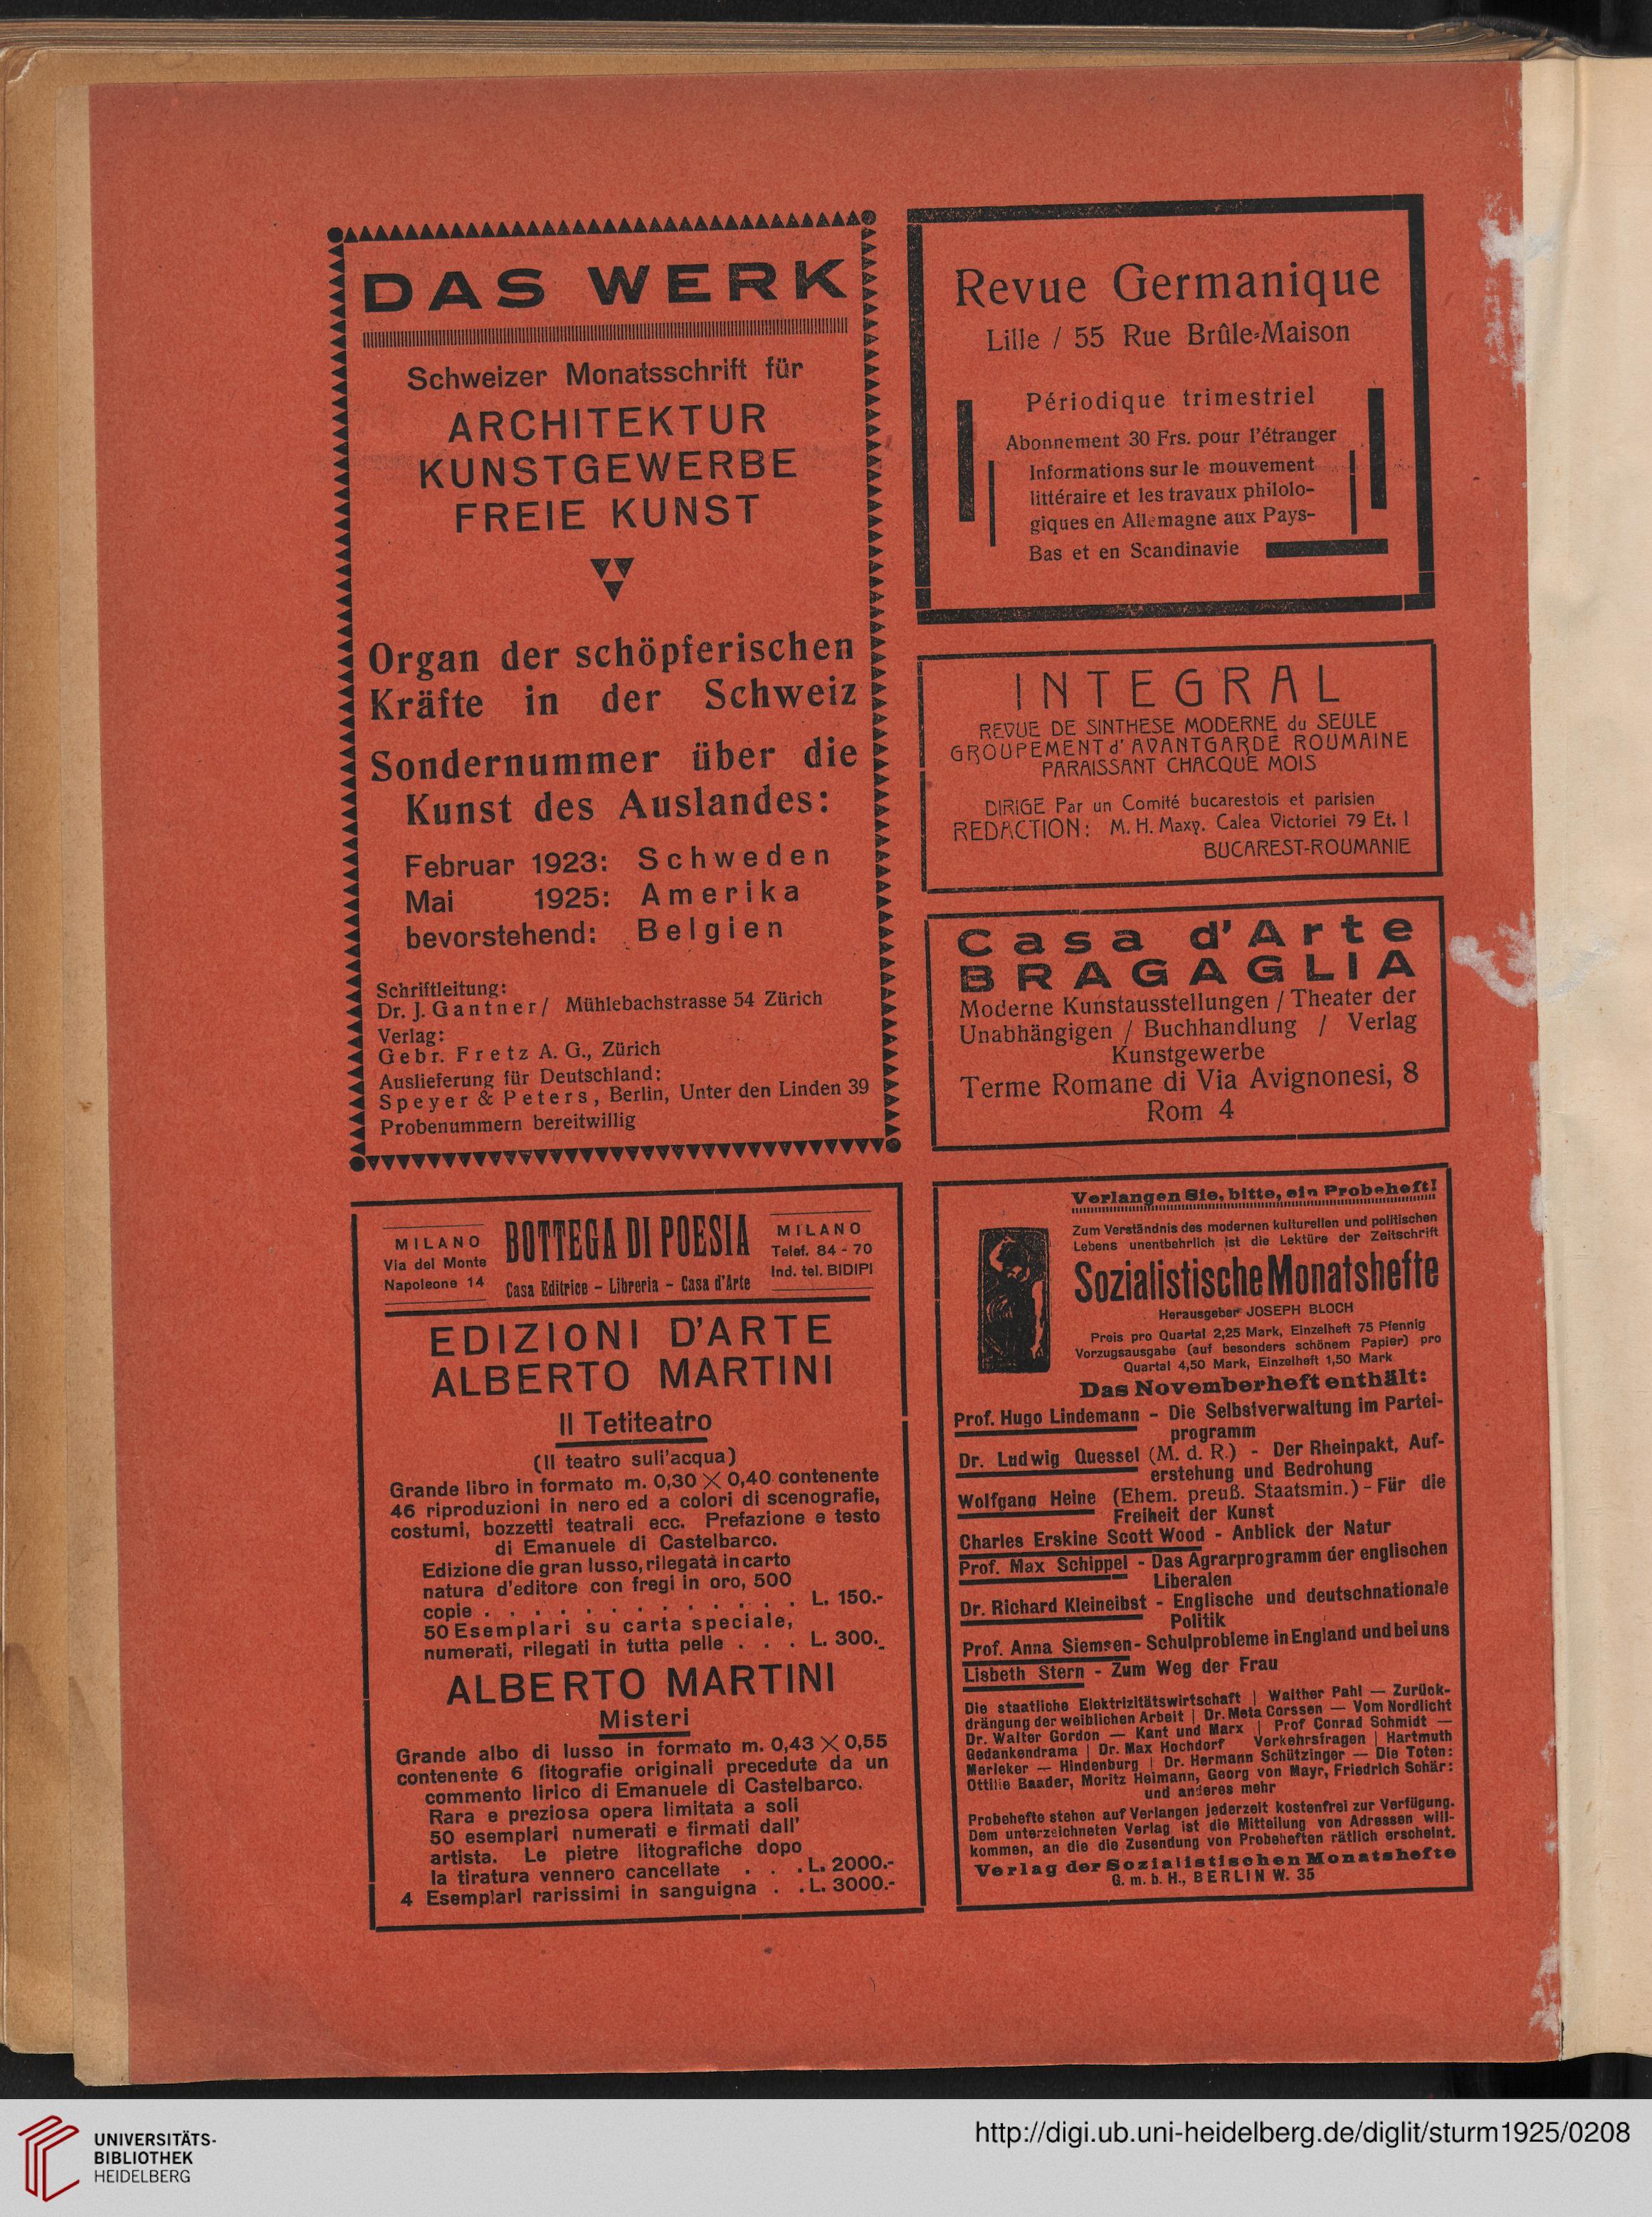 DAS WERK
Schweizer Monatsschrift für
ARCHITEKTUR
KUNSTGEWERBE
FREIE KUNST
Organ der schöpferischen
Kräfte in der Schweiz
Sondernummer über die
Kunst des Auslandes:
Februar 1923: Schweden
Mai 1925: Amerika
bevorstehend: Belgien
Schriftleitung:
Dr. J. Gantner / Mühlebachstrasse 54 Zürich
Verlag:
Gebr. Fretz A. G., Zürich
Auslieferung für Deutschland:
Speyer & Peters, Berlin, Unter den Linden 39
Probenummern bereitwillig
Revue Germanique
Lille / 55 Rue Brûle-Maison
Périodique trimestriel
Abonnement 30 Frs. pour l'étranger
Informations sur le mouvement
littéraire et les travaux philolo-
giques en Allemagne aux Pays-
Bas et en Scandinavie
INTEGRAL
REVUE DE SINTHESE MODERNE du SEULE
GROUPEMENT d' AVANTGARDE ROUMAINE
PARAISSANT CHACQUE MOIS
DIRIGE Par un Comité bucarestois et parisien
REDACTION: M. H. Maxy. Calea Victoriei 79 Et. I
BUCAREST-ROUMANIE
Casa d'Arte
BRAGAGLIA
Moderne Kunstausstellungen / Theater der
Unabhängigen / Buchhandlung / Verlag
Kunstgewerbe
Terme Romane di Via Avignonesi, 8
Rom 4
MILANO
Via del Monte
Napoleone 14
BOTTEGA DI POESIA
Casa Editrice - Libreria - Casa d'Arte
MILANO
Telef. 84-70
Ind. tel. BIDIPI
EDIZIONI D'ARTE
ALBERTO MARTINI
Il Tetiteatro
(Il teatro suli'acqua)
Grande libro in formato m. 0,30 × 0,40 contenente
46 riproduzioni in nero ed a colori di scenografie,
costumi, bozzetti teatrali ecc. Prefazione e testo
di Emanuele di Castelbarco.
Edizione die gran lusso, rilegatà in carto
natura d'editore con fregi in oro, 500
copie . . . . . . . . . . . . . L. 150.-
50 Esemplari su carta speciale,
numerati, rilegati in tutta pelle . . . L. 300.-
ALBERTO MARTINI
Misteri
Grande albo di lusso in formato m. 0,43 × 0,55
contenente 6 litografie originali precedute da un
commento lirico di Emanuele di Castelbarco.
Rara e preziosa opera limitata a soli
50 esemplari numerati e firmati dall'
artista. Le pietre litografiche dopo
la tiratura vennero cancellate . . . L. 2000.-
4 Esemplari rarissimi in sanguigna . . L. 3000.-
Verlangen Sie, bitte, ein Probeheft!
Zum Verständnis des modernen kulturellen und politischen
Lebens unentbehrlich ist die Lektüre der Zeitschrift
Sozialistische Monatshefte
Herausgeber JOSEPH BLOCH
Preis pro Quartal 2,25 Mark, Einzelheft 75 Pfennig
Vorzugsausgabe (auf besonders schönem Papier) pro
Quartal 4,50 Mark, Einzelheft 1,50 Mark
Das Novemberheft enthält:
Prof. Hugo Lindemann - Die Selbstverwaltung im Partei-
programm
Dr. Ludwig Quessel (M. d. R.) - Der Rheinpakt, Auf-
erstehung und Bedrohung
Wolfgang Heine (Ehem. preuß. Staatsmin.) - Für die
Freiheit der Kunst
Charles Erskine Scott Wood - Anblick der Natur
Prof. Max Schippel - Das Agrarprogramm der englischen
Liberalen
Dr. Richard Kleineibst - Englische und deutschnationale
Politik
Prof. Anna Siemsen - Schulprobleme in England und bei uns
Lisbeth Stern - Zum Weg der Frau
Die staatliche Elektrizitätswirtschaft | Walther Pahl — Zurück-
drängung der weiblichen Arbeit | Dr. Meta Corssen — Vom Nordlicht
Dr. Walter Gordon — Kant und Marx | Prof Conrad Schmidt —
Gedankendrama | Dr. Max Hochdorf Verkehrsfragen | Hartmuth
Merleker — Hindenburg | Dr. Hermann Schützinger — Die Toten:
Ottilie Baader, Moritz Heimann, Georg von Mayr, Friedrich Schär:
und anderes mehr
Probehefte stehen auf Verlangen jederzeit kostenfrei zur Verfügung.
Dem unterzeichneten Verlag ist die Mitteilung von Adressen will-
kommen, an die die Zusendung von Probeheften rätlich erscheint.
Verlag der Sozialistischen Monatshefte
G. m. b. H., BERLIN W. 35
UNIVERSITÄTS-
BIBLIOTHEK
HEIDELBERG
http://digi.ub.uni-heidelberg.de/diglit/sturm1925/0208